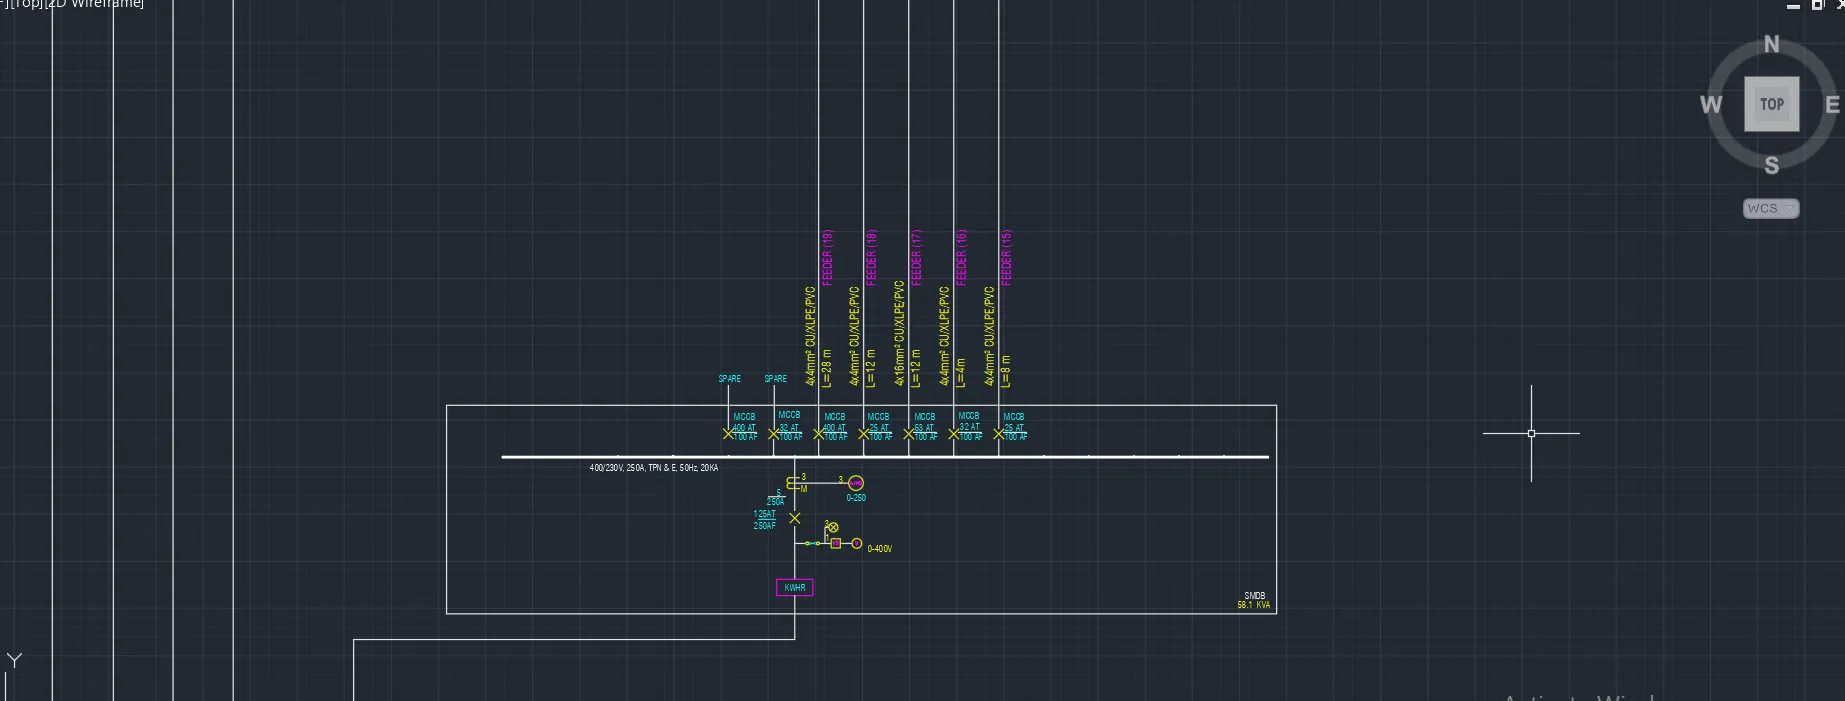 ][Top][2D Wireframe]
N
W
TOP
E
S
WCS
FEEDER (19)
FEEDER (18)
FEEDER (17)
FEEDER (16)
FEEDER (15)
4x4mm² CU/XLPE/PVC
L=28 m
4x4mm² CU/XLPE/PVC
L=12 m
4x16mm² CU/XLPE/PVC
L=12 m
4x4mm² CU/XLPE/PVC
L=4m
4x4mm² CU/XLPE/PVC
L=8 m
SPARE
SPARE
MCCB
400 AT
100 AF
MCCB
32 AT
100 AF
MCCB
400 AT
100 AF
MCCB
25 AT
100 AF
MCCB
63 AT
100 AF
MCCB
32 AT
100 AF
MCCB
25 AT
100 AF
400/230V, 250A, TPN & E, 50Hz, 20KA
3
M
3
0-250
5
250A
125AT
250AF
0-400V
KWHR
SMDB
58.1 KVA
Y